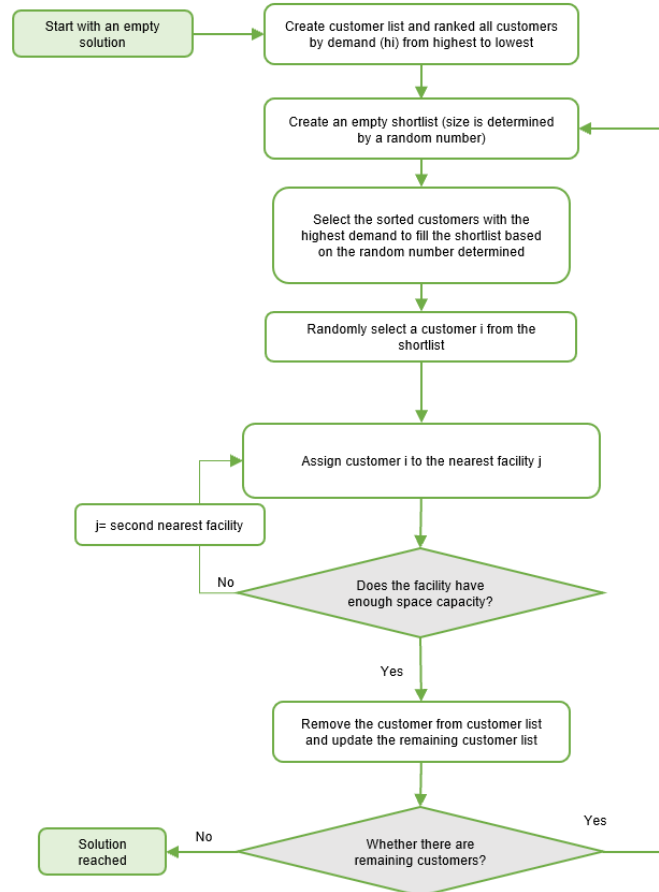 Start with an empty
solution
Create customer list and ranked all customers
by demand (hi) from highest to lowest
Create an empty shortlist (size is determined
by a random number)
Select the sorted customers with the
highest demand to fill the shortlist based
on the random number determined
Randomly select a customer i from the
shortlist
Assign customer i to the nearest facility j
j= second nearest facility
No
Does the facility have
enough space capacity?
Yes
Remove the customer from customer list
and update the remaining customer list
Solution
reached
No
Whether there are
remaining customers?
Yes